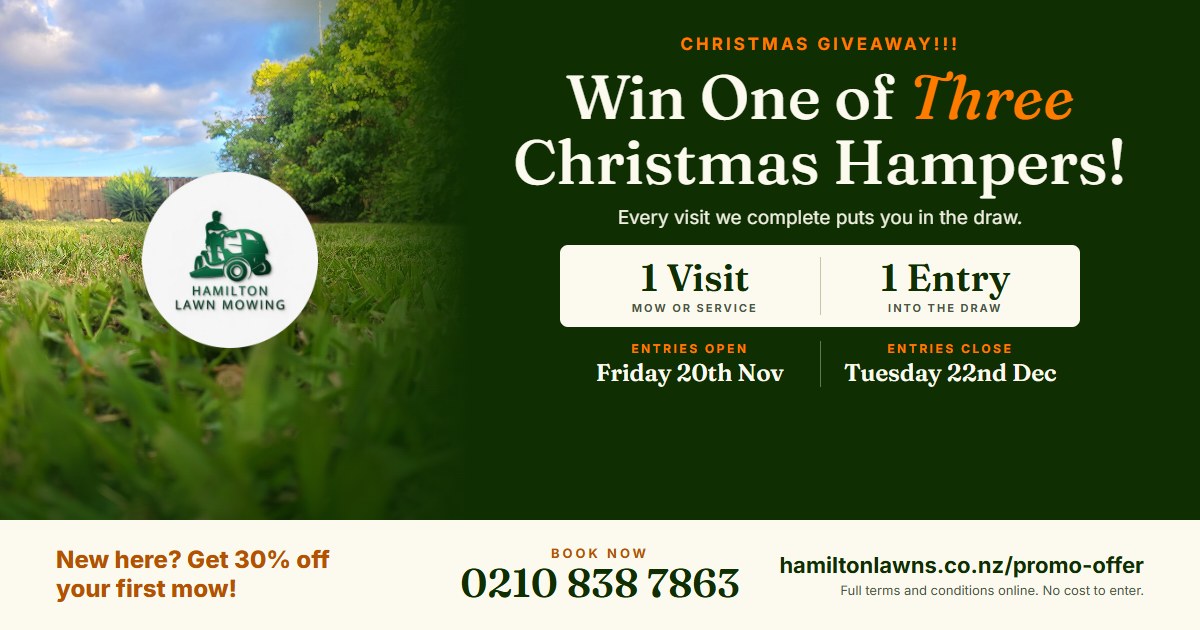 CHRISTMAS GIVEAWAY!!!
Win One of Three
Christmas Hampers!
Every visit we complete puts you in the draw.
1 Visit
MOW OR SERVICE
1 Entry
INTO THE DRAW
ENTRIES OPEN
Friday 20th Nov
ENTRIES CLOSE
Tuesday 22nd Dec
HAMILTON
LAWN MOWING
New here? Get 30% off
your first mow!
BOOK NOW
0210 838 7863
hamiltonlawns.co.nz/promo-offer
Full terms and conditions online. No cost to enter.